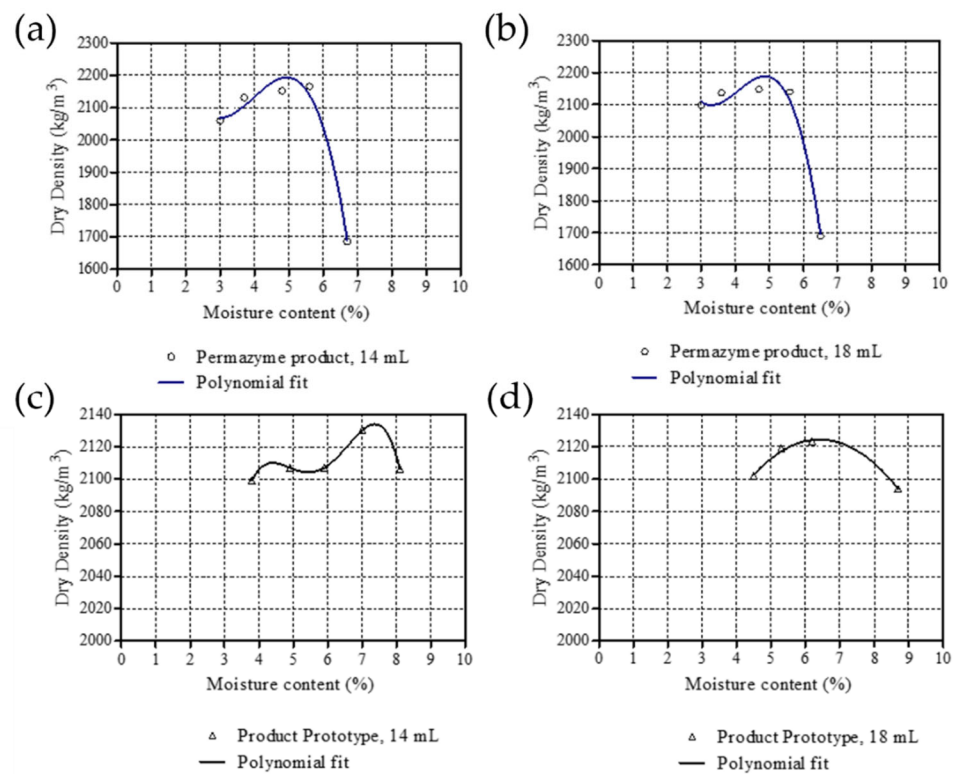 (a)
2300
2200
2100
2000
1900
1800
1700
1600
Dry Density (kg/m³)
0 1 2 3 4 5 6 7 8 9 10
Moisture content (%)
Permazyme product, 14 mL
Polynomial fit
(b)
2300
2200
2100
2000
1900
1800
1700
1600
Dry Density (kg/m³)
0 1 2 3 4 5 6 7 8 9 10
Moisture content (%)
Permazyme product, 18 mL
Polynomial fit
(c)
2140
2120
2100
2080
2060
2040
2020
2000
Dry Density (kg/m³)
0 1 2 3 4 5 6 7 8 9 10
Moisture content (%)
Product Prototype, 14 mL
Polynomial fit
(d)
2140
2120
2100
2080
2060
2040
2020
2000
Dry Density (kg/m³)
0 1 2 3 4 5 6 7 8 9 10
Moisture content (%)
Product Prototype, 18 mL
Polynomial fit